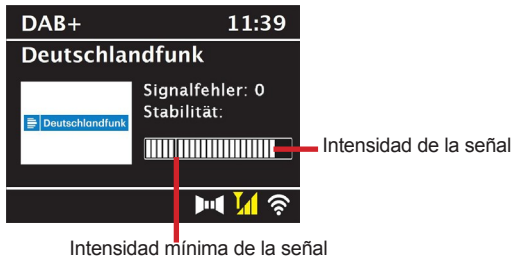 DAB+ 11:39
Deutschlandfunk
Signalfehler: 0
Stabilität:
Deutschlandfunk
Intensidad de la señal
Intensidad mínima de la señal